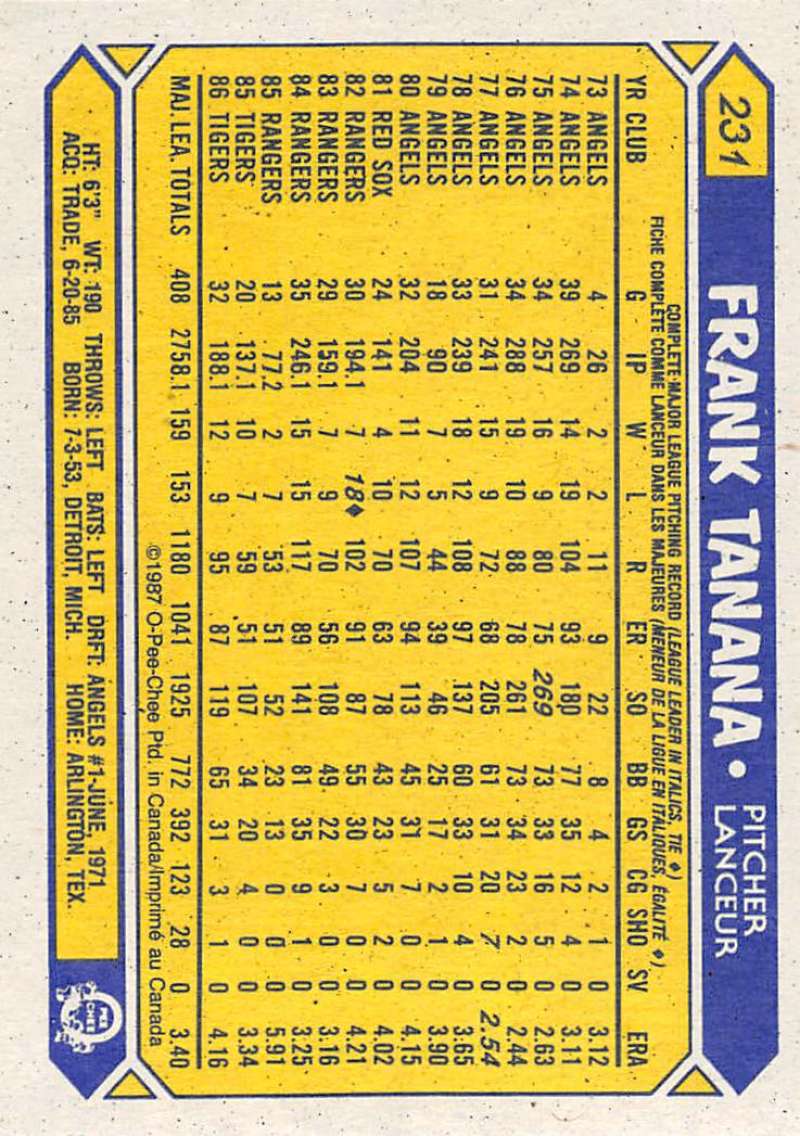 231 FRANK TANANA • PITCHER
LANCEUR
COMPLETE MAJOR LEAGUE PITCHING RECORD (LEAGUE LEADER IN ITALICS, TIE ♦)
FICHE COMPLÈTE COMME LANCEUR DANS LES MAJEURES (MENEUR DE LA LIGUE EN ITALIQUES, ÉGALITÉ ♦)
YR CLUB G IP W L R ER SO BB GS CG SHO SV ERA
73 ANGELS 4 26 2 2 11 9 22 8 4 2 1 0 3.12
74 ANGELS 39 269 14 19 104 93 180 77 35 12 4 0 3.11
75 ANGELS 34 257 16 9 80 75 269 73 33 16 5 0 2.63
76 ANGELS 34 288 19 10 88 78 261 73 34 23 2 0 2.44
77 ANGELS 31 241 15 9 72 68 205 61 31 20 7 0 2.54
78 ANGELS 33 239 18 12 108 97 137 60 33 10 4 0 3.65
79 ANGELS 18 90 7 5 44 39 46 25 17 2 1 0 3.90
80 ANGELS 32 204 11 12 107 94 113 45 31 7 0 0 4.15
81 RED SOX 24 141 4 10 70 63 78 43 23 5 2 0 4.02
82 RANGERS 30 194.1 7 18♦ 102 91 87 55 30 7 0 0 4.21
83 RANGERS 29 159.1 7 9 70 56 108 49 22 3 0 0 3.16
84 RANGERS 35 246.1 15 15 117 89 141 81 35 9 1 0 3.25
85 RANGERS 13 77.2 2 7 53 51 52 23 13 0 0 0 5.91
85 TIGERS 20 137.1 10 7 59 51 107 34 20 4 0 0 3.34
86 TIGERS 32 188.1 12 9 95 87 119 65 31 3 1 0 4.16
MAJ. LEA. TOTALS 408 2758.1 159 153 1180 1041 1925 772 392 123 28 0 3.40
©1987 O-Pee-Chee Ptd. in Canada/Imprimé au Canada
HT: 6'3" WT: 190 THROWS: LEFT BATS: LEFT DRFT: ANGELS #1-JUNE, 1971
ACQ: TRADE, 6-20-85 BORN: 7-3-53, DETROIT, MICH. HOME: ARLINGTON, TEX.
PEE
CHEE